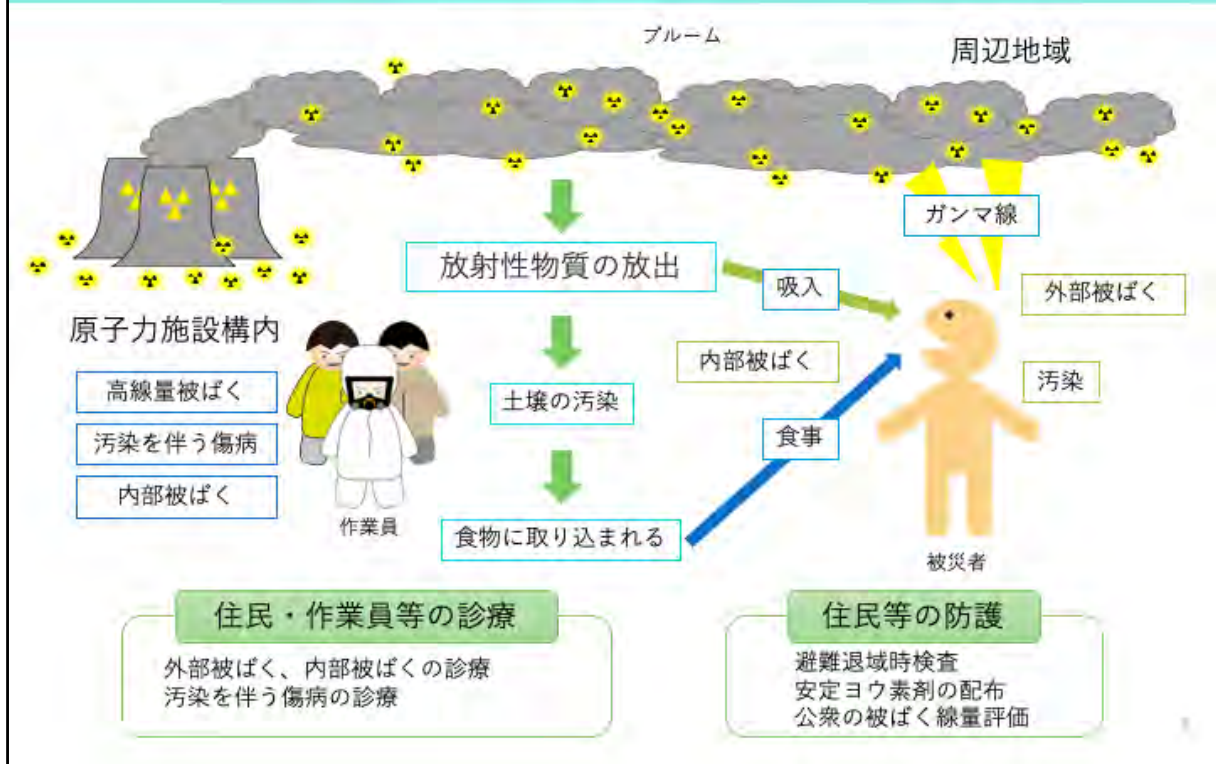 プルーム
周辺地域
ガンマ線
放射性物質の放出
吸入
外部被ばく
原子力施設構内
内部被ばく
汚染
高線量被ばく
土壌の汚染
汚染を伴う傷病
食事
内部被ばく
作業員
食物に取り込まれる
被災者
住民・作業員等の診療
外部被ばく、内部被ばくの診療
汚染を伴う傷病の診療
住民等の防護
避難退域時検査
安定ヨウ素剤の配布
公衆の被ばく線量評価